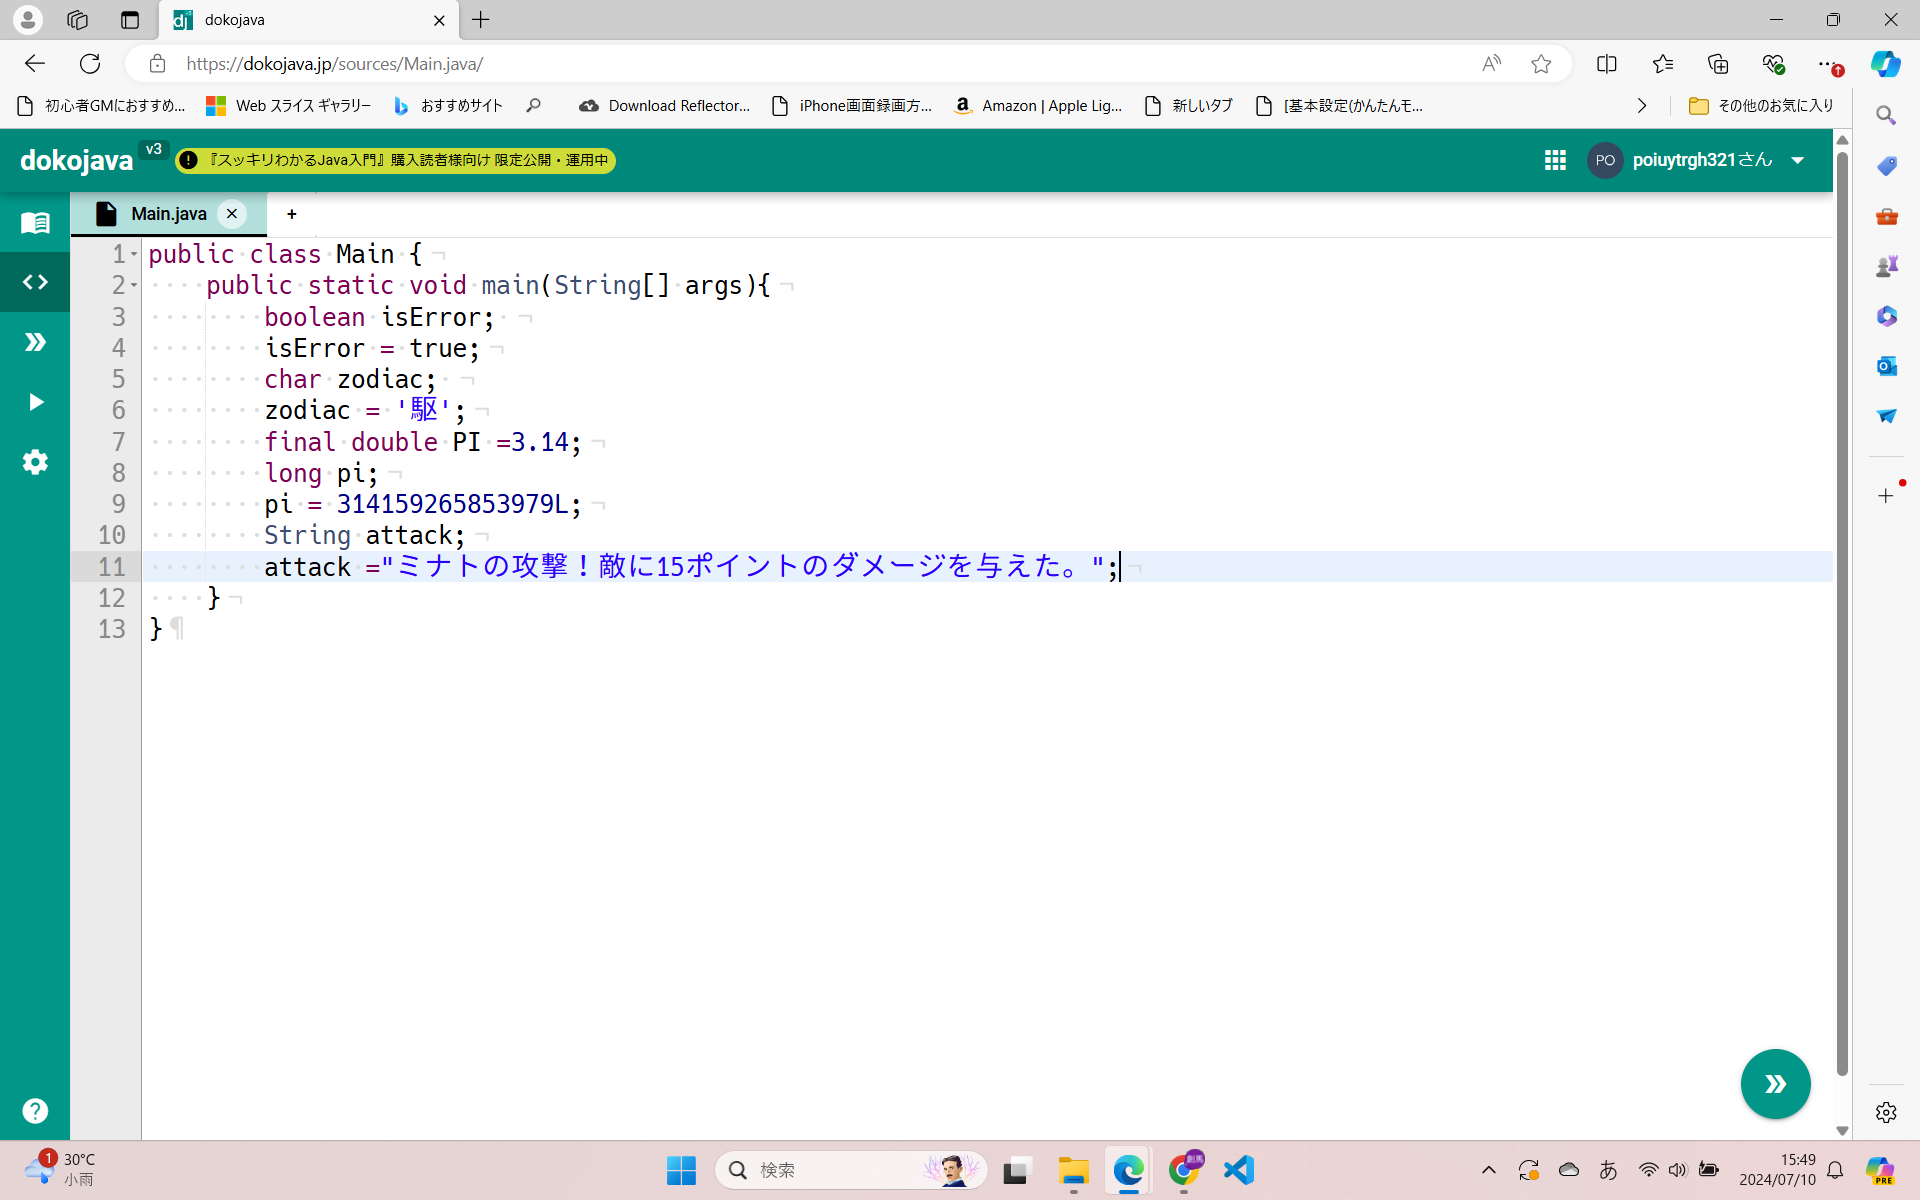 dokojava
https://dokojava.jp/sources/Main.java/
初心者GMにおすすめ... Web スライス ギャラリー おすすめサイト Download Reflector... iPhone画面録画方... Amazon | Apple Lig... 新しいタブ [基本設定(かんたんモ... その他のお気に入り
dokojava v3 『スッキリわかるJava入門』購入読者様向け 限定公開・運用中 PO poiuytrgh321さん
Main.java +
1 public class Main {
2 public static void main(String[] args){
3 boolean isError;
4 isError = true;
5 char zodiac;
6 zodiac = '駆';
7 final double PI =3.14;
8 long pi;
9 pi = 314159265853979L;
10 String attack;
11 attack ="ミナトの攻撃！敵に15ポイントのダメージを与えた。";
12 }
13 }
1 30°C
小雨
検索
あ
15:49
2024/07/10
PRE